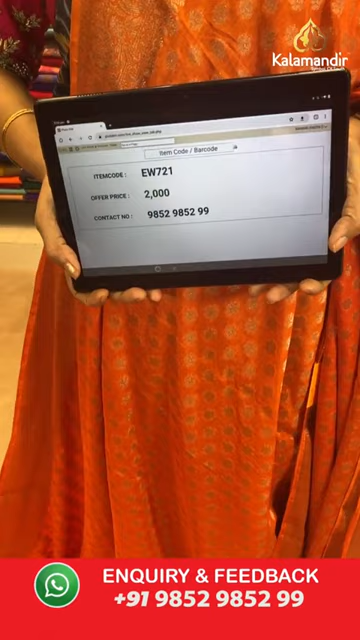 Kalamandir
Item Code / Barcode
ITEMCODE : EW721
OFFER PRICE : 2,000
CONTACT NO : 9852 9852 99
ENQUIRY & FEEDBACK
+91 9852 9852 99